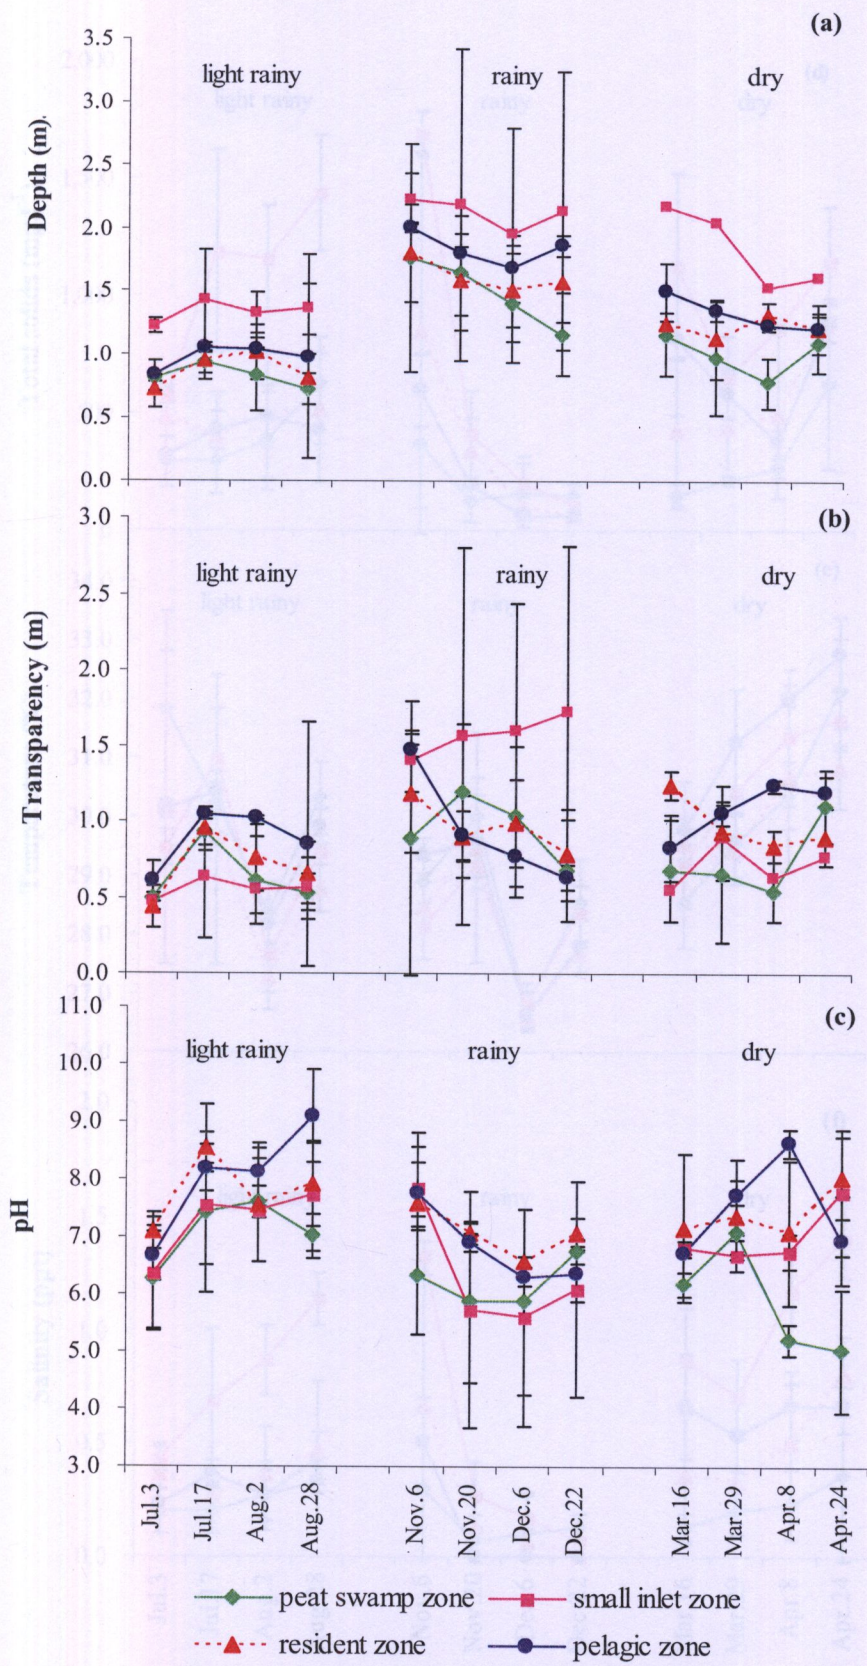 (a)
3.5
3.0
2.5
2.0
1.5
1.0
0.5
0.0
Depth (m).
light rainy rainy dry
(b)
3.0
2.5
2.0
1.5
1.0
0.5
0.0
Transparency (m)
light rainy rainy dry
(c)
11.0
10.0
9.0
8.0
7.0
6.0
5.0
4.0
3.0
pH
light rainy rainy dry
Jul.3 Jul.17 Aug.2 Aug.28 Nov.6 Nov.20 Dec.6 Dec.22 Mar.16 Mar.29 Apr.8 Apr.24
peat swamp zone small inlet zone
resident zone pelagic zone